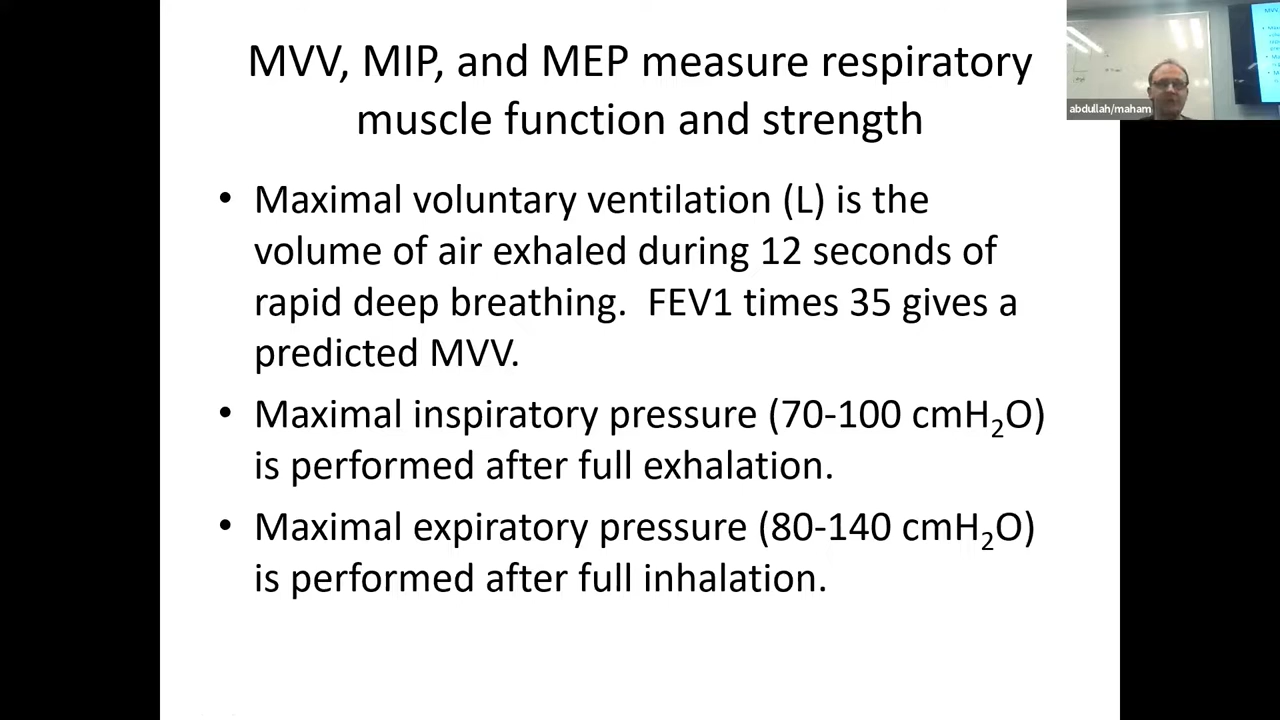 MVV, MIP, and MEP measure respiratory
muscle function and strength
• Maximal voluntary ventilation (L) is the
volume of air exhaled during 12 seconds of
rapid deep breathing.  FEV1 times 35 gives a
predicted MVV.
• Maximal inspiratory pressure (70-100 cmH₂O)
is performed after full exhalation.
• Maximal expiratory pressure (80-140 cmH₂O)
is performed after full inhalation.
abdullah/maham